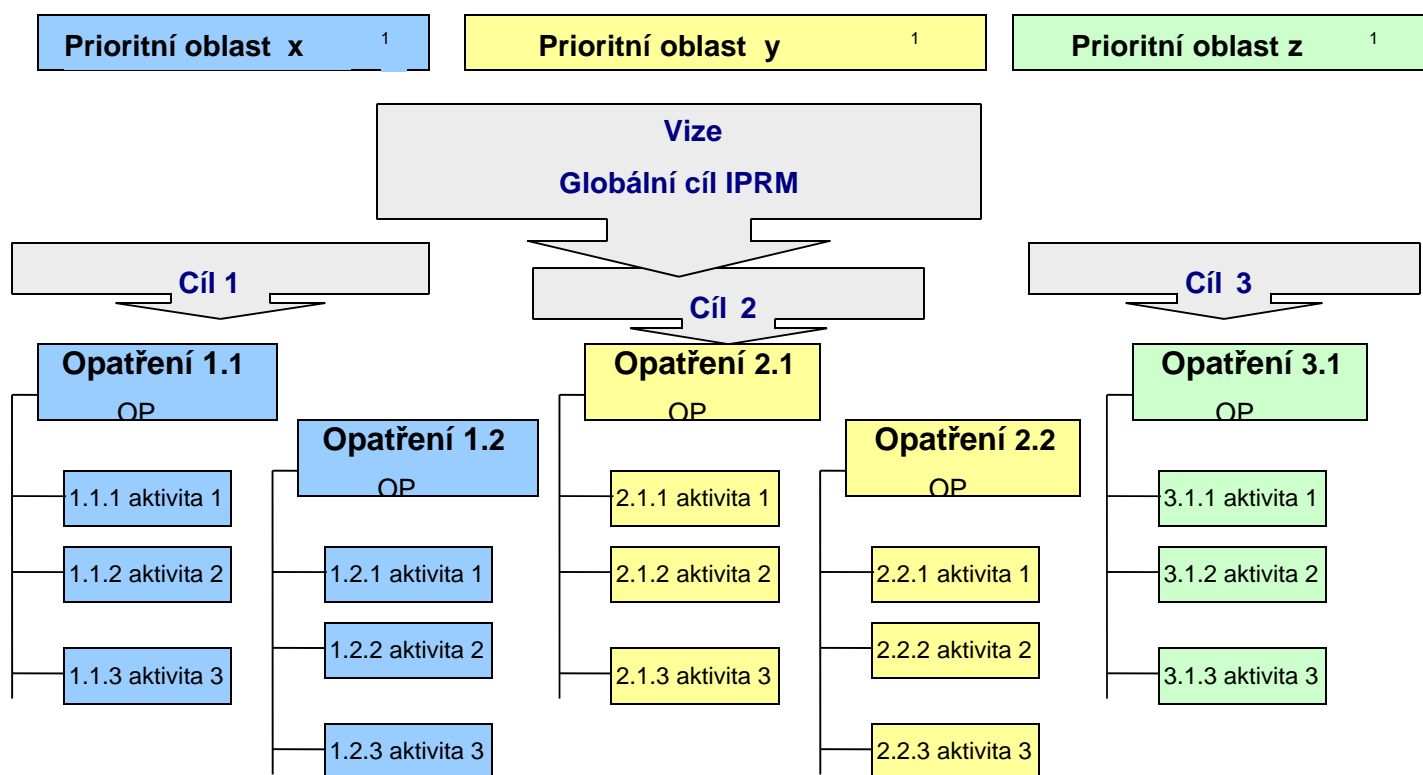 Prioritní oblast x 1
Prioritní oblast y 1
Prioritní oblast z 1
Vize
Globální cíl IPRM
Cíl 1
Cíl 2
Cíl 3
Opatření 1.1
OP
1.1.1 aktivita 1
1.1.2 aktivita 2
1.1.3 aktivita 3
Opatření 1.2
OP
1.2.1 aktivita 1
1.2.2 aktivita 2
1.2.3 aktivita 3
Opatření 2.1
OP
2.1.1 aktivita 1
2.1.2 aktivita 2
2.1.3 aktivita 3
Opatření 2.2
OP
2.2.1 aktivita 1
2.2.2 aktivita 2
2.2.3 aktivita 3
Opatření 3.1
OP
3.1.1 aktivita 1
3.1.2 aktivita 2
3.1.3 aktivita 3